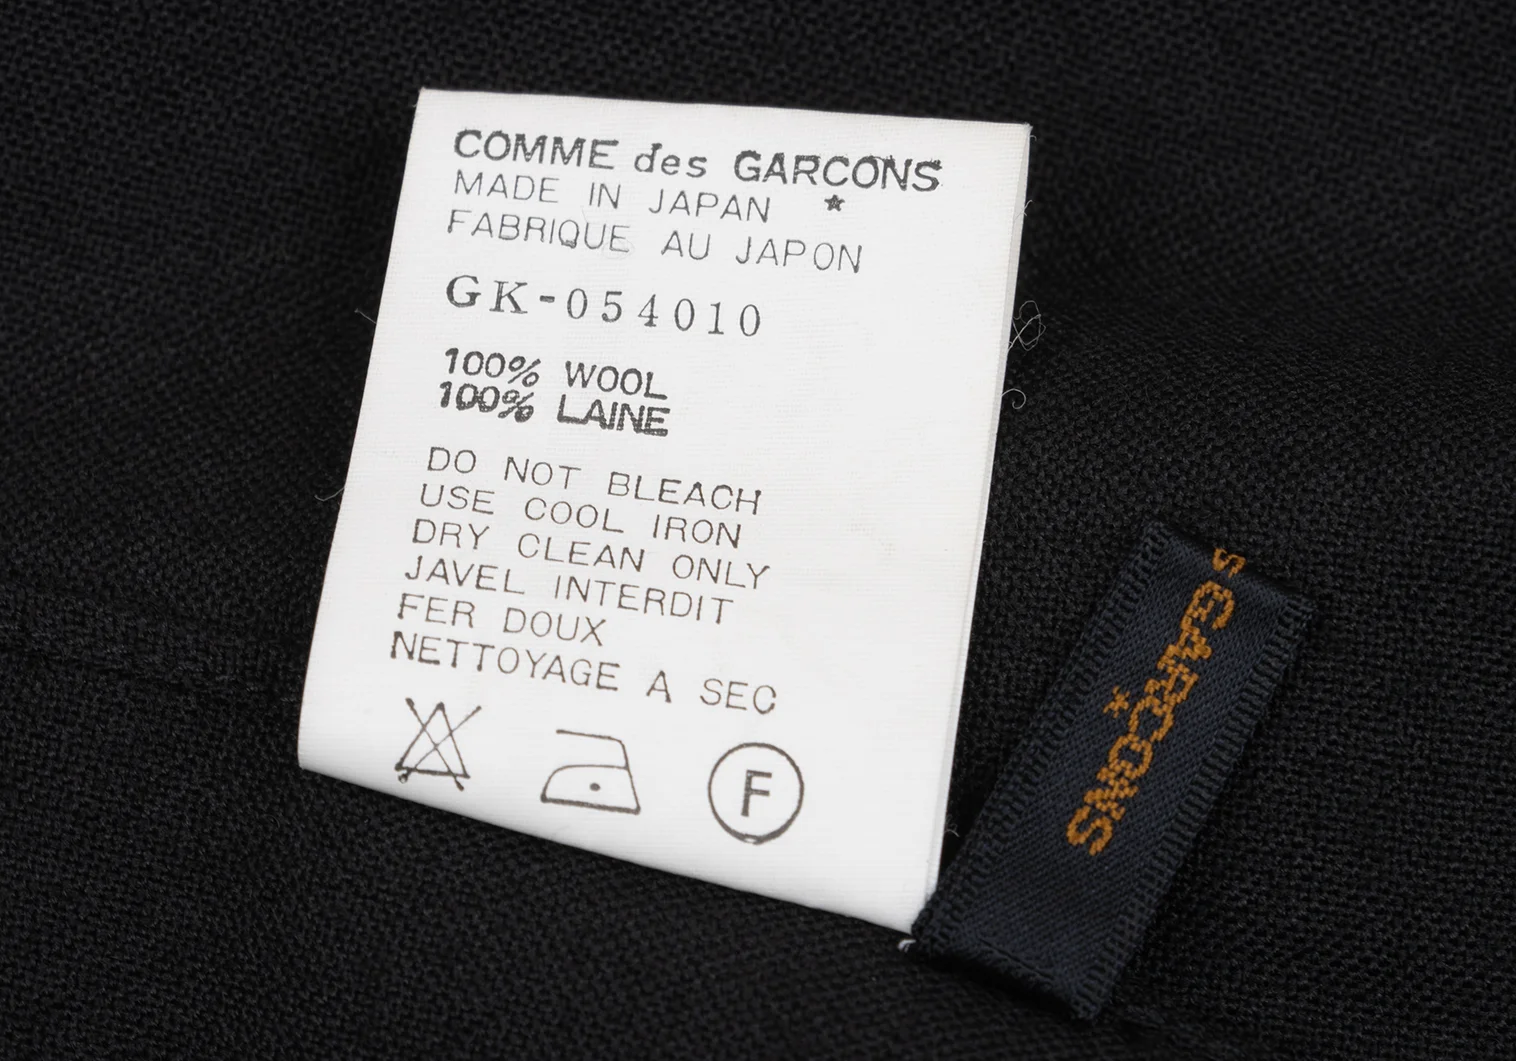 COMME des GARCONS
MADE IN JAPAN ★
FABRIQUE AU JAPON
GK-054010
100% WOOL
100% LAINE
DO NOT BLEACH
USE COOL IRON
DRY CLEAN ONLY
JAVEL INTERDIT
FER DOUX
NETTOYAGE A SEC
F
s GARCONS